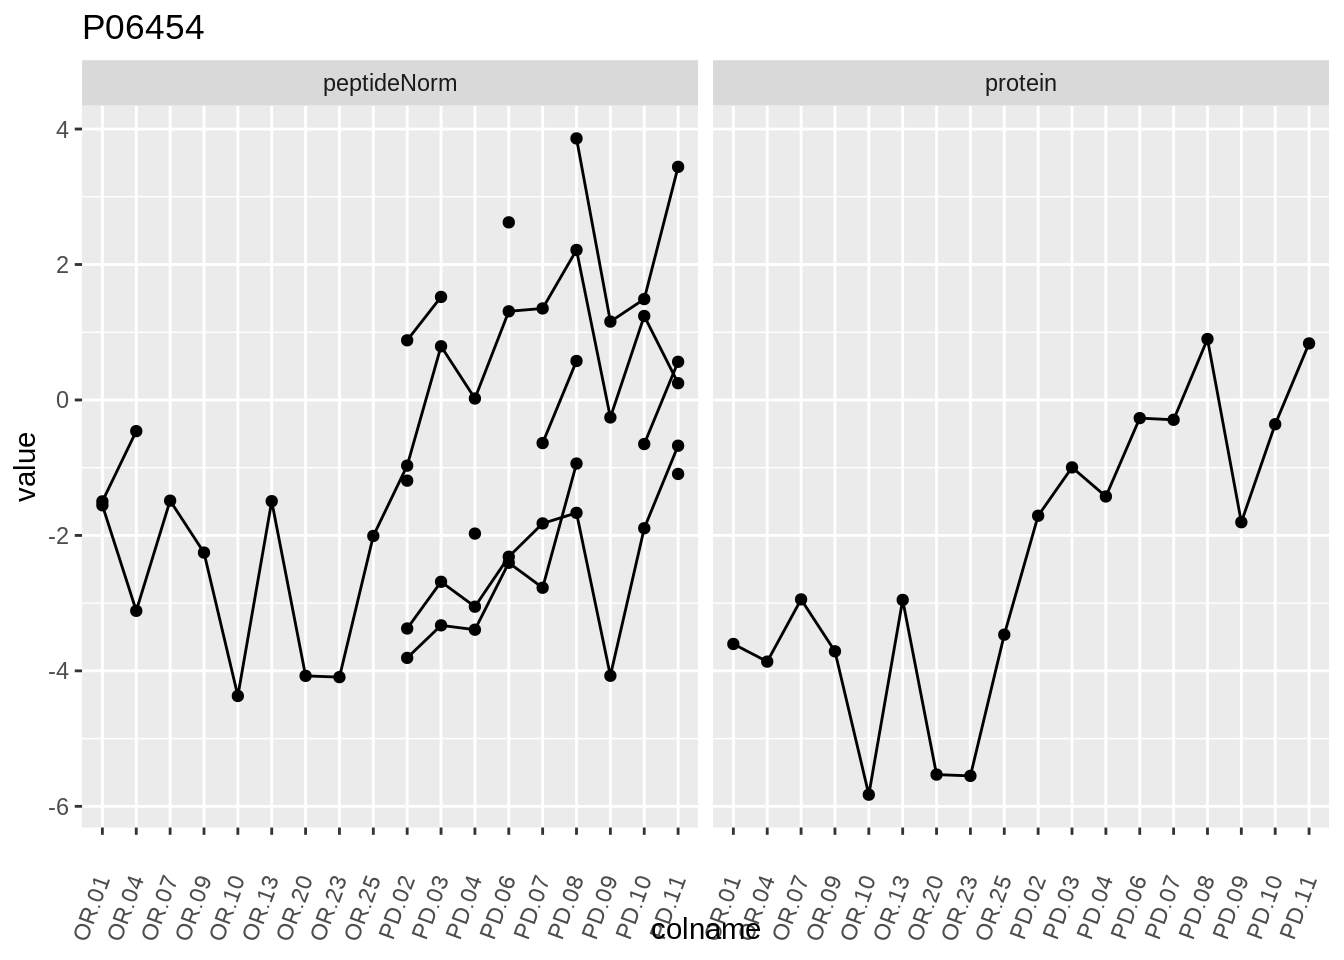 P06454
peptideNorm
protein
value
4
2
0
-2
-4
-6
OR.01 OR.04 OR.07 OR.09 OR.10 OR.13 OR.20 OR.23 OR.25 PD.02 PD.03 PD.04 PD.06 PD.07 PD.08 PD.09 PD.10 PD.11
OR.01 OR.04 OR.07 OR.09 OR.10 OR.13 OR.20 OR.23 OR.25 PD.02 PD.03 PD.04 PD.06 PD.07 PD.08 PD.09 PD.10 PD.11
colname